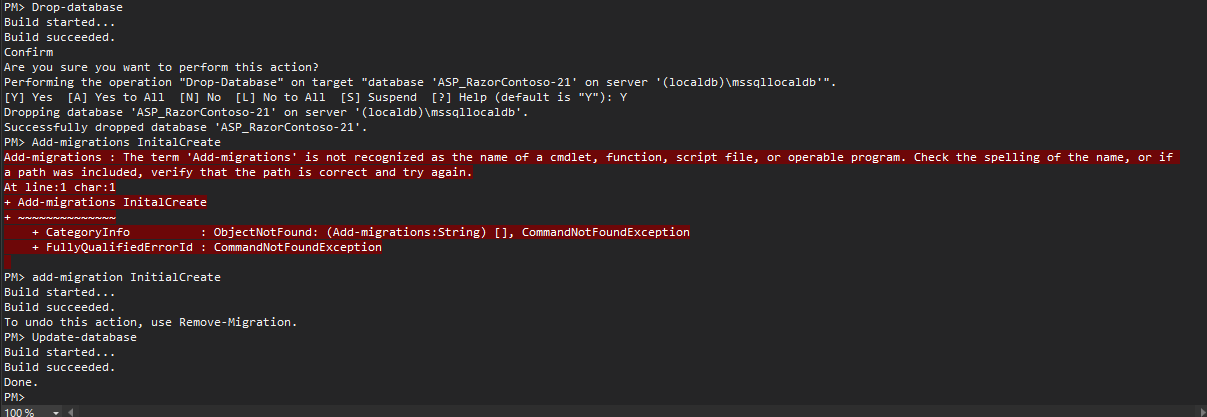 PM> Drop-database
Build started...
Build succeeded.
Confirm
Are you sure you want to perform this action?
Performing the operation "Drop-Database" on target "database 'ASP_RazorContoso-21' on server '(localdb)\mssqllocaldb'".
[Y] Yes  [A] Yes to All  [N] No  [L] No to All  [S] Suspend  [?] Help (default is "Y"): Y
Dropping database 'ASP_RazorContoso-21' on server '(localdb)\mssqllocaldb'.
Successfully dropped database 'ASP_RazorContoso-21'.
PM> Add-migrations InitalCreate
Add-migrations : The term 'Add-migrations' is not recognized as the name of a cmdlet, function, script file, or operable program. Check the spelling of the name, or if
a path was included, verify that the path is correct and try again.
At line:1 char:1
+ Add-migrations InitalCreate
+ ~~~~~~~~~~~~~~
    + CategoryInfo          : ObjectNotFound: (Add-migrations:String) [], CommandNotFoundException
    + FullyQualifiedErrorId : CommandNotFoundException
PM> add-migration InitialCreate
Build started...
Build succeeded.
To undo this action, use Remove-Migration.
PM> Update-database
Build started...
Build succeeded.
Done.
PM>
100 %